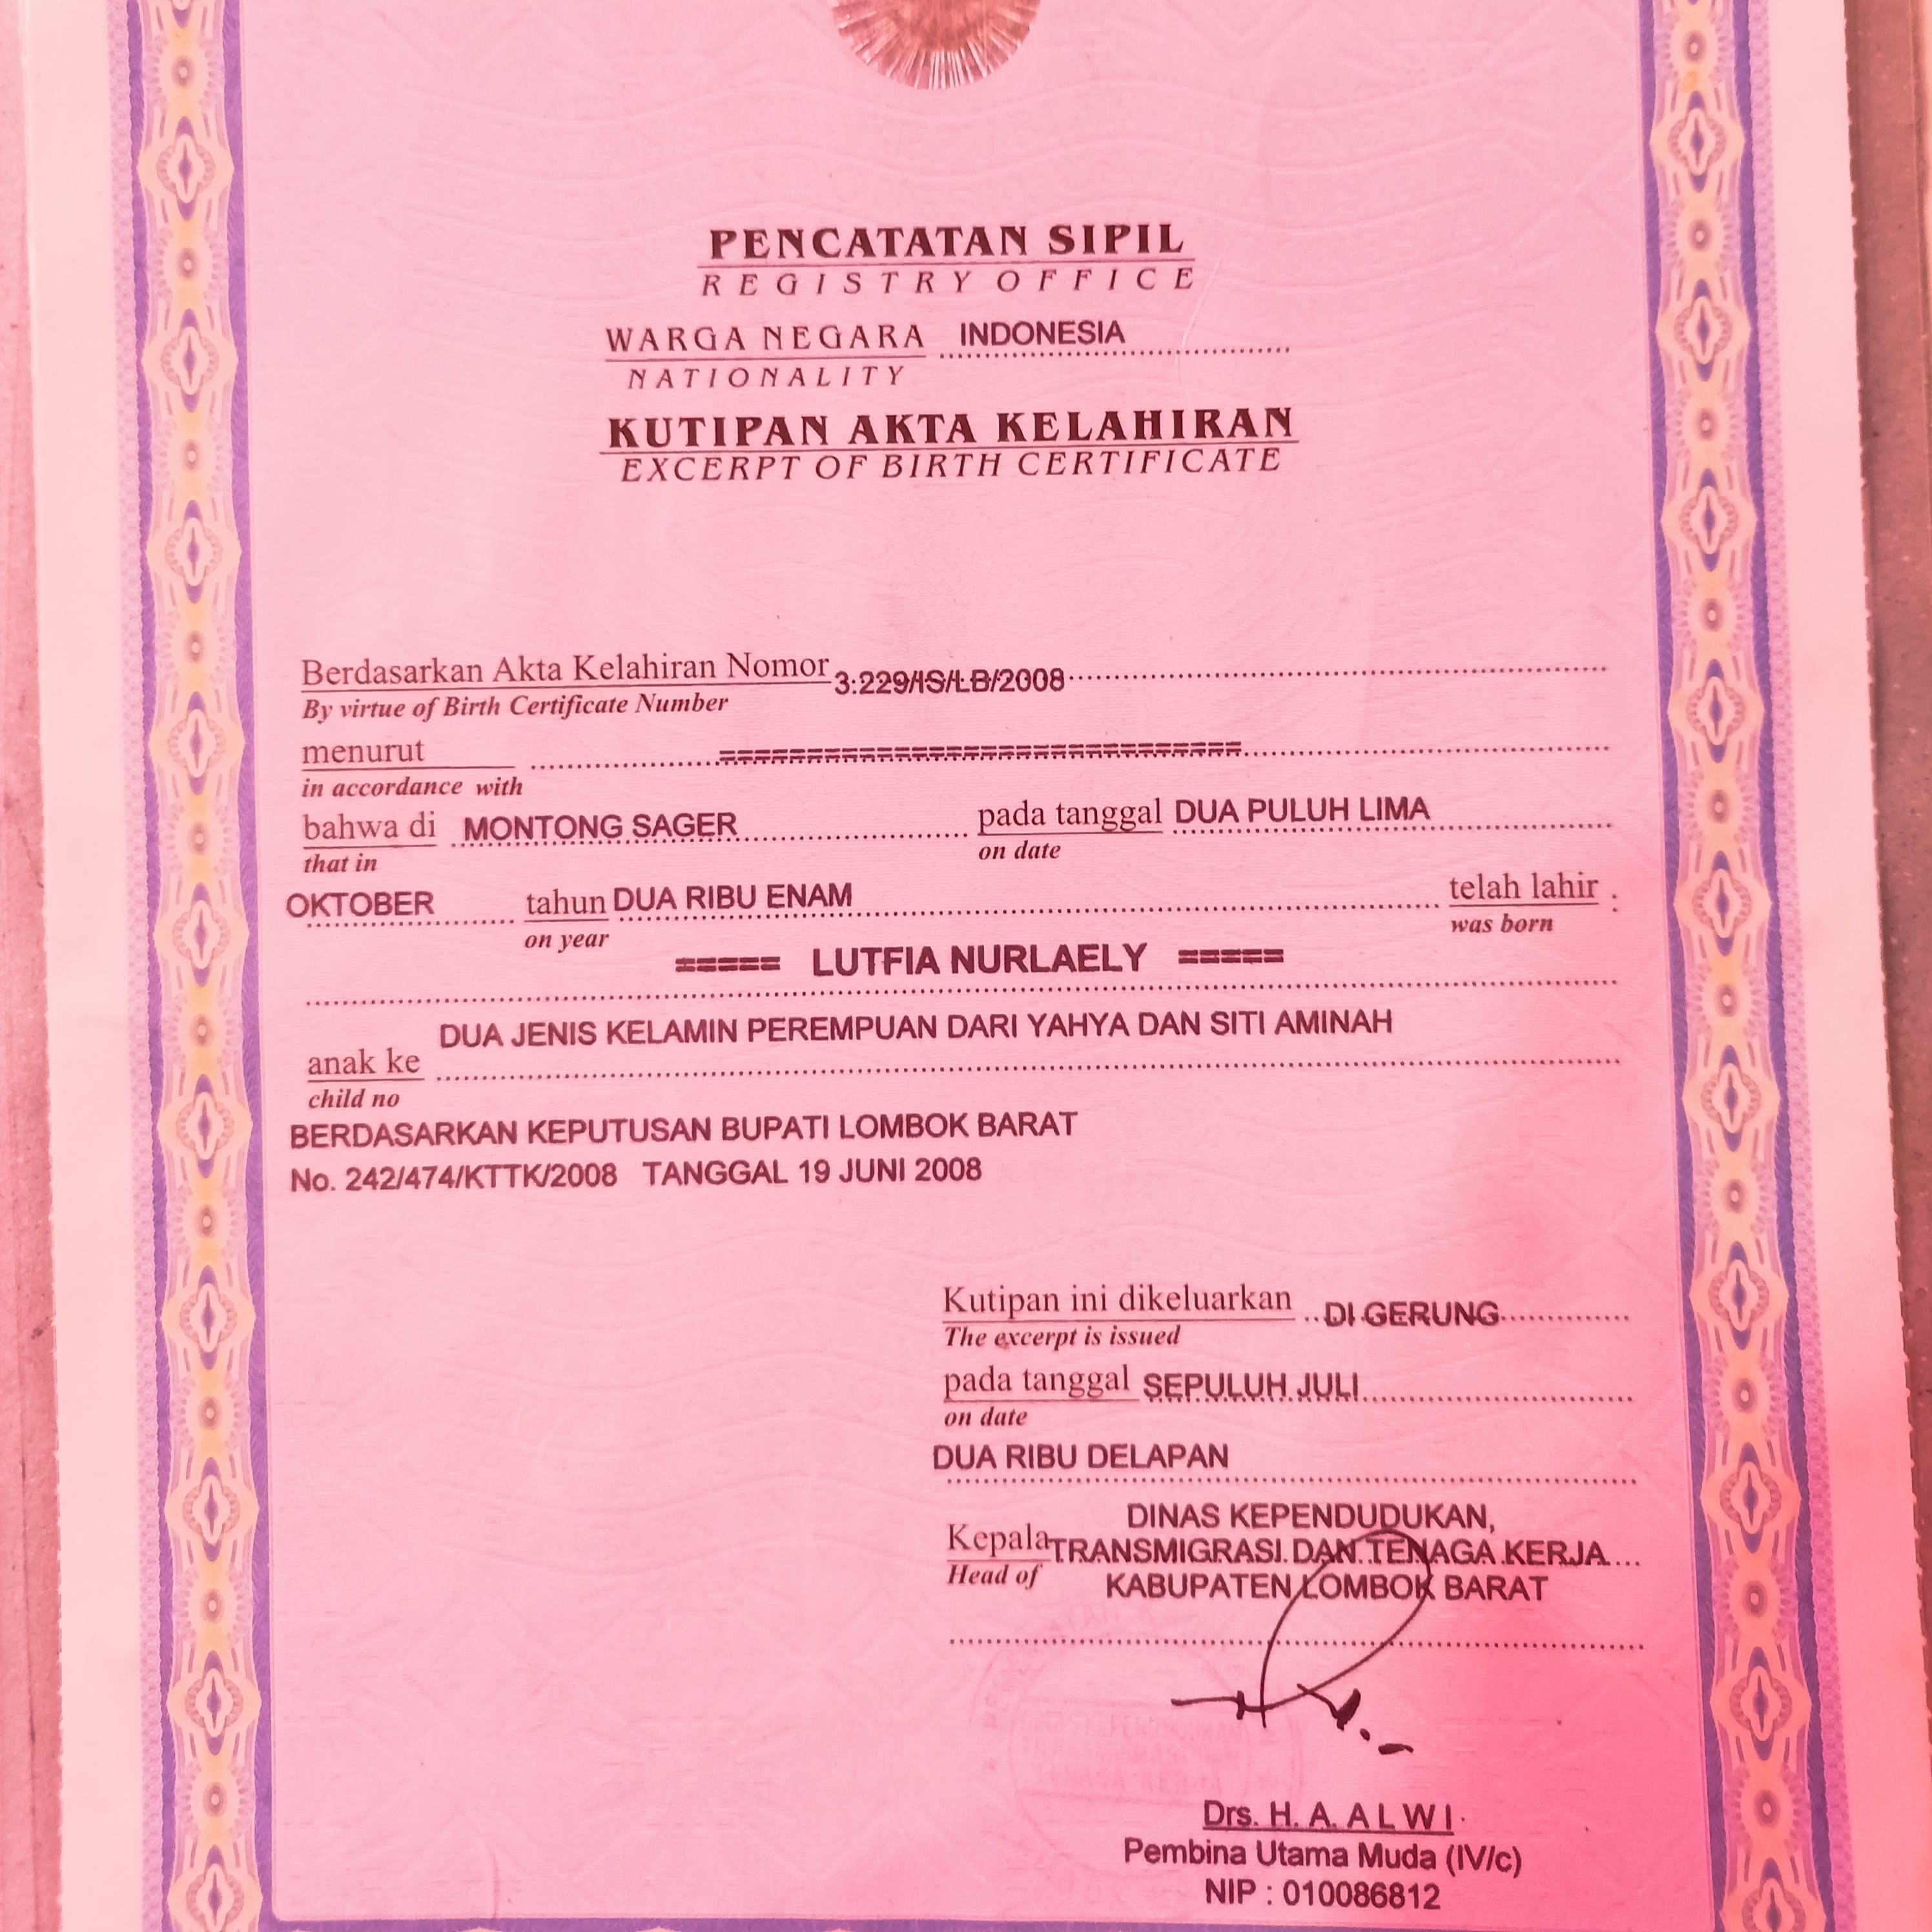 PENCATATAN SIPIL
REGISTRY OFFICE
WARGA NEGARA INDONESIA
NATIONALITY
KUTIPAN AKTA KELAHIRAN
EXCERPT OF BIRTH CERTIFICATE
Berdasarkan Akta Kelahiran Nomor 3:229/IS/LB/2008
By virtue of Birth Certificate Number
menurut ==============================
in accordance with
bahwa di MONTONG SAGER pada tanggal DUA PULUH LIMA
that in on date
OKTOBER tahun DUA RIBU ENAM telah lahir :
on year was born
===== LUTFIA NURLAELY =====
DUA JENIS KELAMIN PEREMPUAN DARI YAHYA DAN SITI AMINAH
anak ke
child no
BERDASARKAN KEPUTUSAN BUPATI LOMBOK BARAT
No. 242/474/KTTK/2008 TANGGAL 19 JUNI 2008
Kutipan ini dikeluarkan DI GERUNG
The excerpt is issued
pada tanggal SEPULUH JULI
on date
DUA RIBU DELAPAN
DINAS KEPENDUDUKAN,
Kepala TRANSMIGRASI DAN TENAGA KERJA
Head of KABUPATEN LOMBOK BARAT
Drs. H. A. A L W I
Pembina Utama Muda (IV/c)
NIP : 010086812